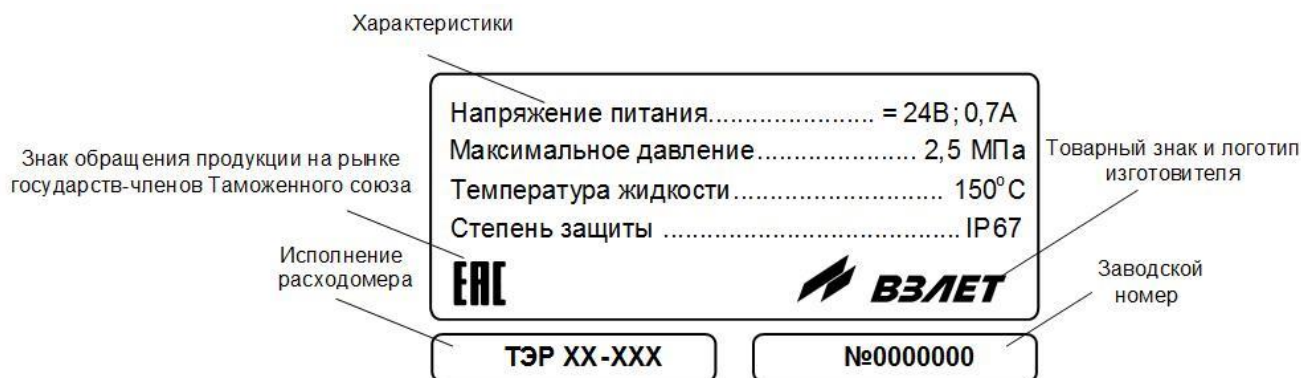 Характеристики
Напряжение питания....................... = 24В; 0,7А
Максимальное давление...................... 2,5 МПа
Температура жидкости............................. 150°С
Степень защиты ......................................... IP67
Знак обращения продукции на рынке
государств-членов Таможенного союза
Товарный знак и логотип
изготовителя
Исполнение
расходомера
ЕАС
ВЗЛЕТ
Заводской
номер
ТЭР ХХ-ХХХ
№0000000